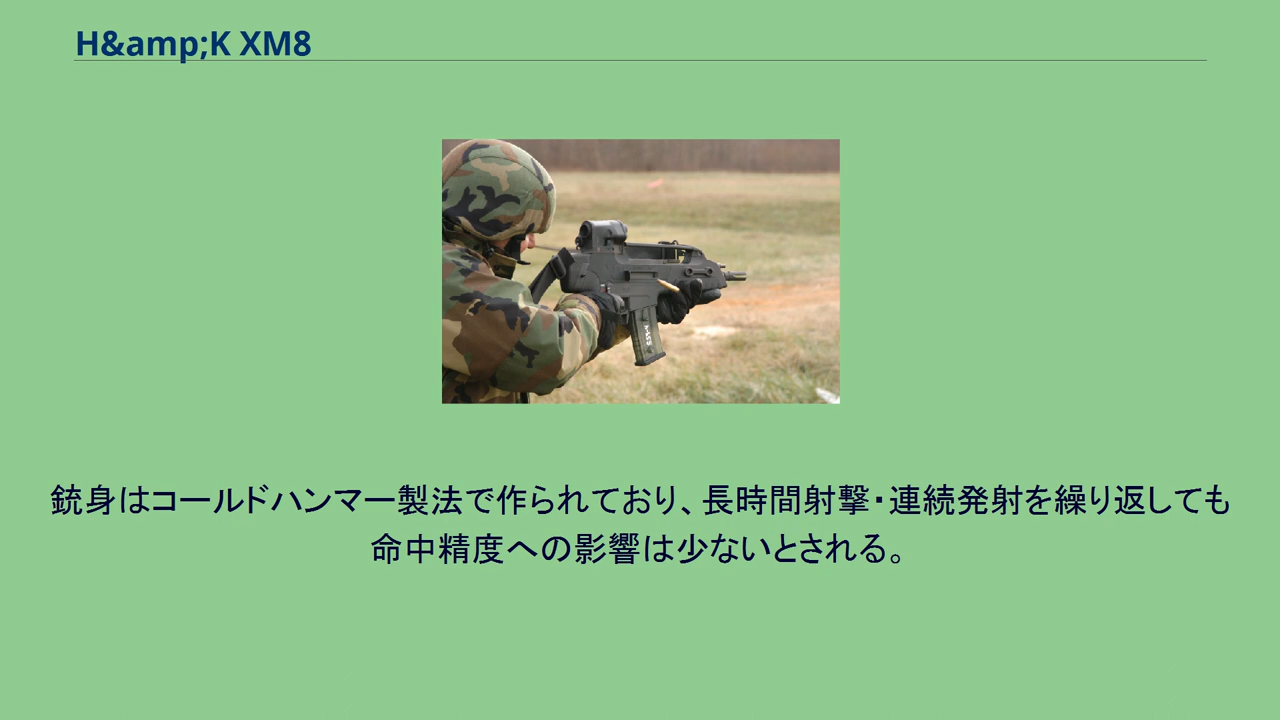 H&amp;K XM8
銃身はコールドハンマー製法で作られており、長時間射撃・連続発射を繰り返しても
命中精度への影響は少ないとされる。